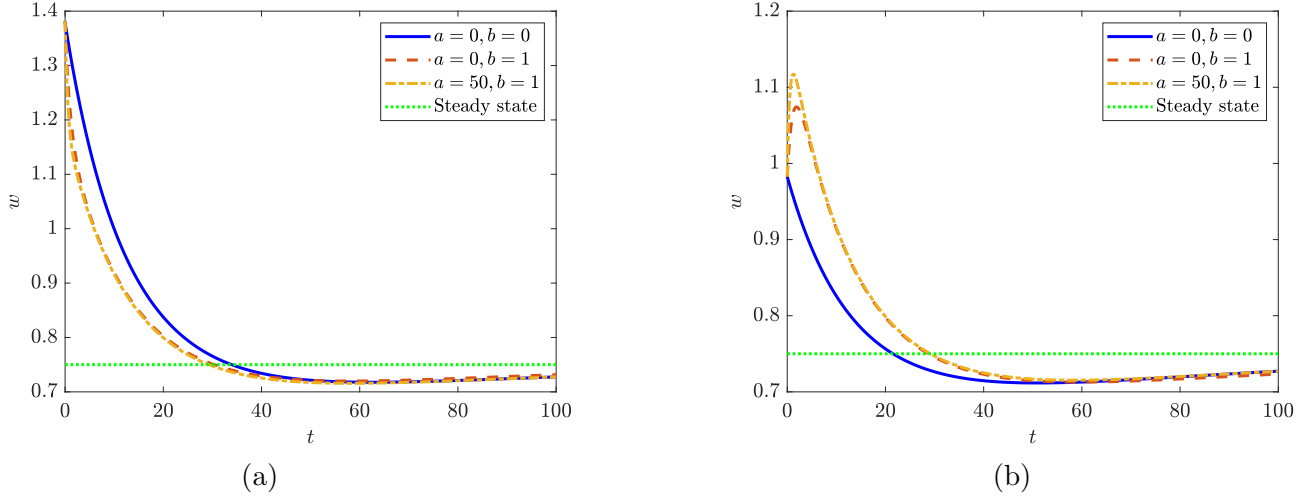 1.4
1.3
1.2
1.1
1
0.9
0.8
0.7
w
0 20 40 60 80 100
t
a = 0, b = 0
a = 0, b = 1
a = 50, b = 1
Steady state
(a)
1.2
1.1
1
0.9
0.8
0.7
w
0 20 40 60 80 100
t
a = 0, b = 0
a = 0, b = 1
a = 50, b = 1
Steady state
(b)